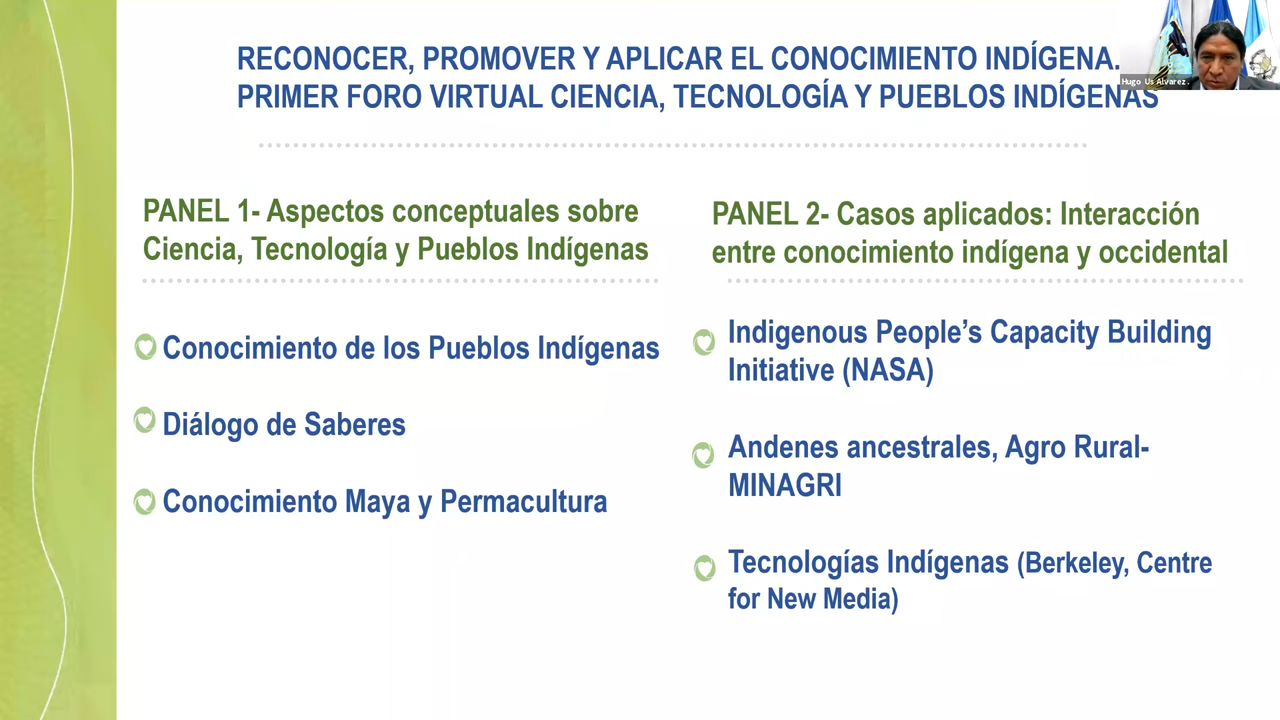 RECONOCER, PROMOVER Y APLICAR EL CONOCIMIENTO INDÍGENA.
PRIMER FORO VIRTUAL CIENCIA, TECNOLOGÍA Y PUEBLOS INDÍGENAS
Hugo Us Alvarez.
PANEL 1- Aspectos conceptuales sobre
Ciencia, Tecnología y Pueblos Indígenas
Conocimiento de los Pueblos Indígenas
Diálogo de Saberes
Conocimiento Maya y Permacultura
PANEL 2- Casos aplicados: Interacción
entre conocimiento indígena y occidental
Indigenous People’s Capacity Building
Initiative (NASA)
Andenes ancestrales, Agro Rural-
MINAGRI
Tecnologías Indígenas (Berkeley, Centre
for New Media)